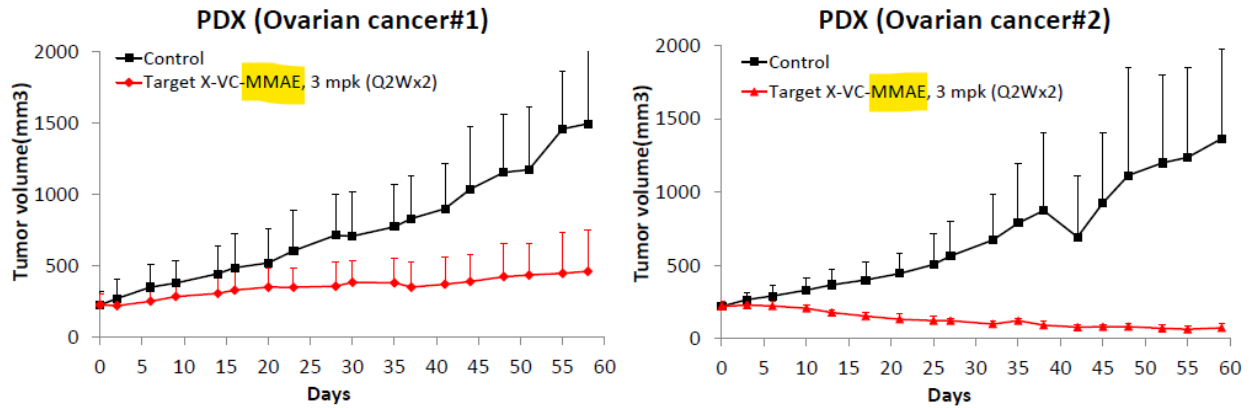 PDX (Ovarian cancer#1)
Tumor volume(mm3)
2000
1500
1000
500
0
Control
Target X-VC-MMAE, 3 mpk (Q2Wx2)
0 5 10 15 20 25 30 35 40 45 50 55 60
Days
PDX (Ovarian cancer#2)
Tumor volume(mm3)
2000
1500
1000
500
0
Control
Target X-VC-MMAE, 3 mpk (Q2Wx2)
0 5 10 15 20 25 30 35 40 45 50 55 60
Days